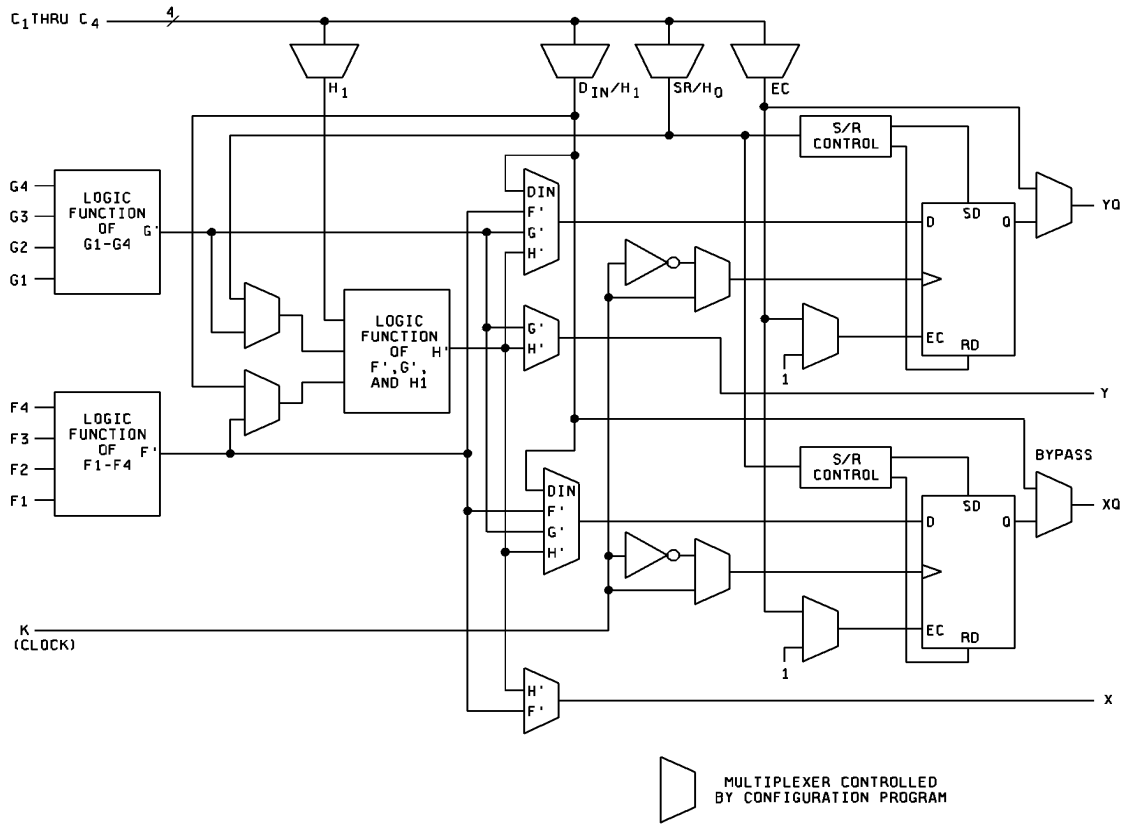 C1 THRU C4
4
H1
DIN/H1
SR/H0
EC
S/R
CONTROL
G4
G3
G2
G1
LOGIC
FUNCTION
OF
G1-G4
G'
DIN
F'
G'
H'
D
SD
Q
EC
RD
YQ
1
LOGIC
FUNCTION
OF
F',G',
AND H1
H'
G'
H'
Y
F4
F3
F2
F1
LOGIC
FUNCTION
OF
F1-F4
F'
S/R
CONTROL
BYPASS
DIN
F'
G'
H'
D
SD
Q
EC
RD
XQ
1
K
(CLOCK)
H'
F'
X
MULTIPLEXER CONTROLLED
BY CONFIGURATION PROGRAM